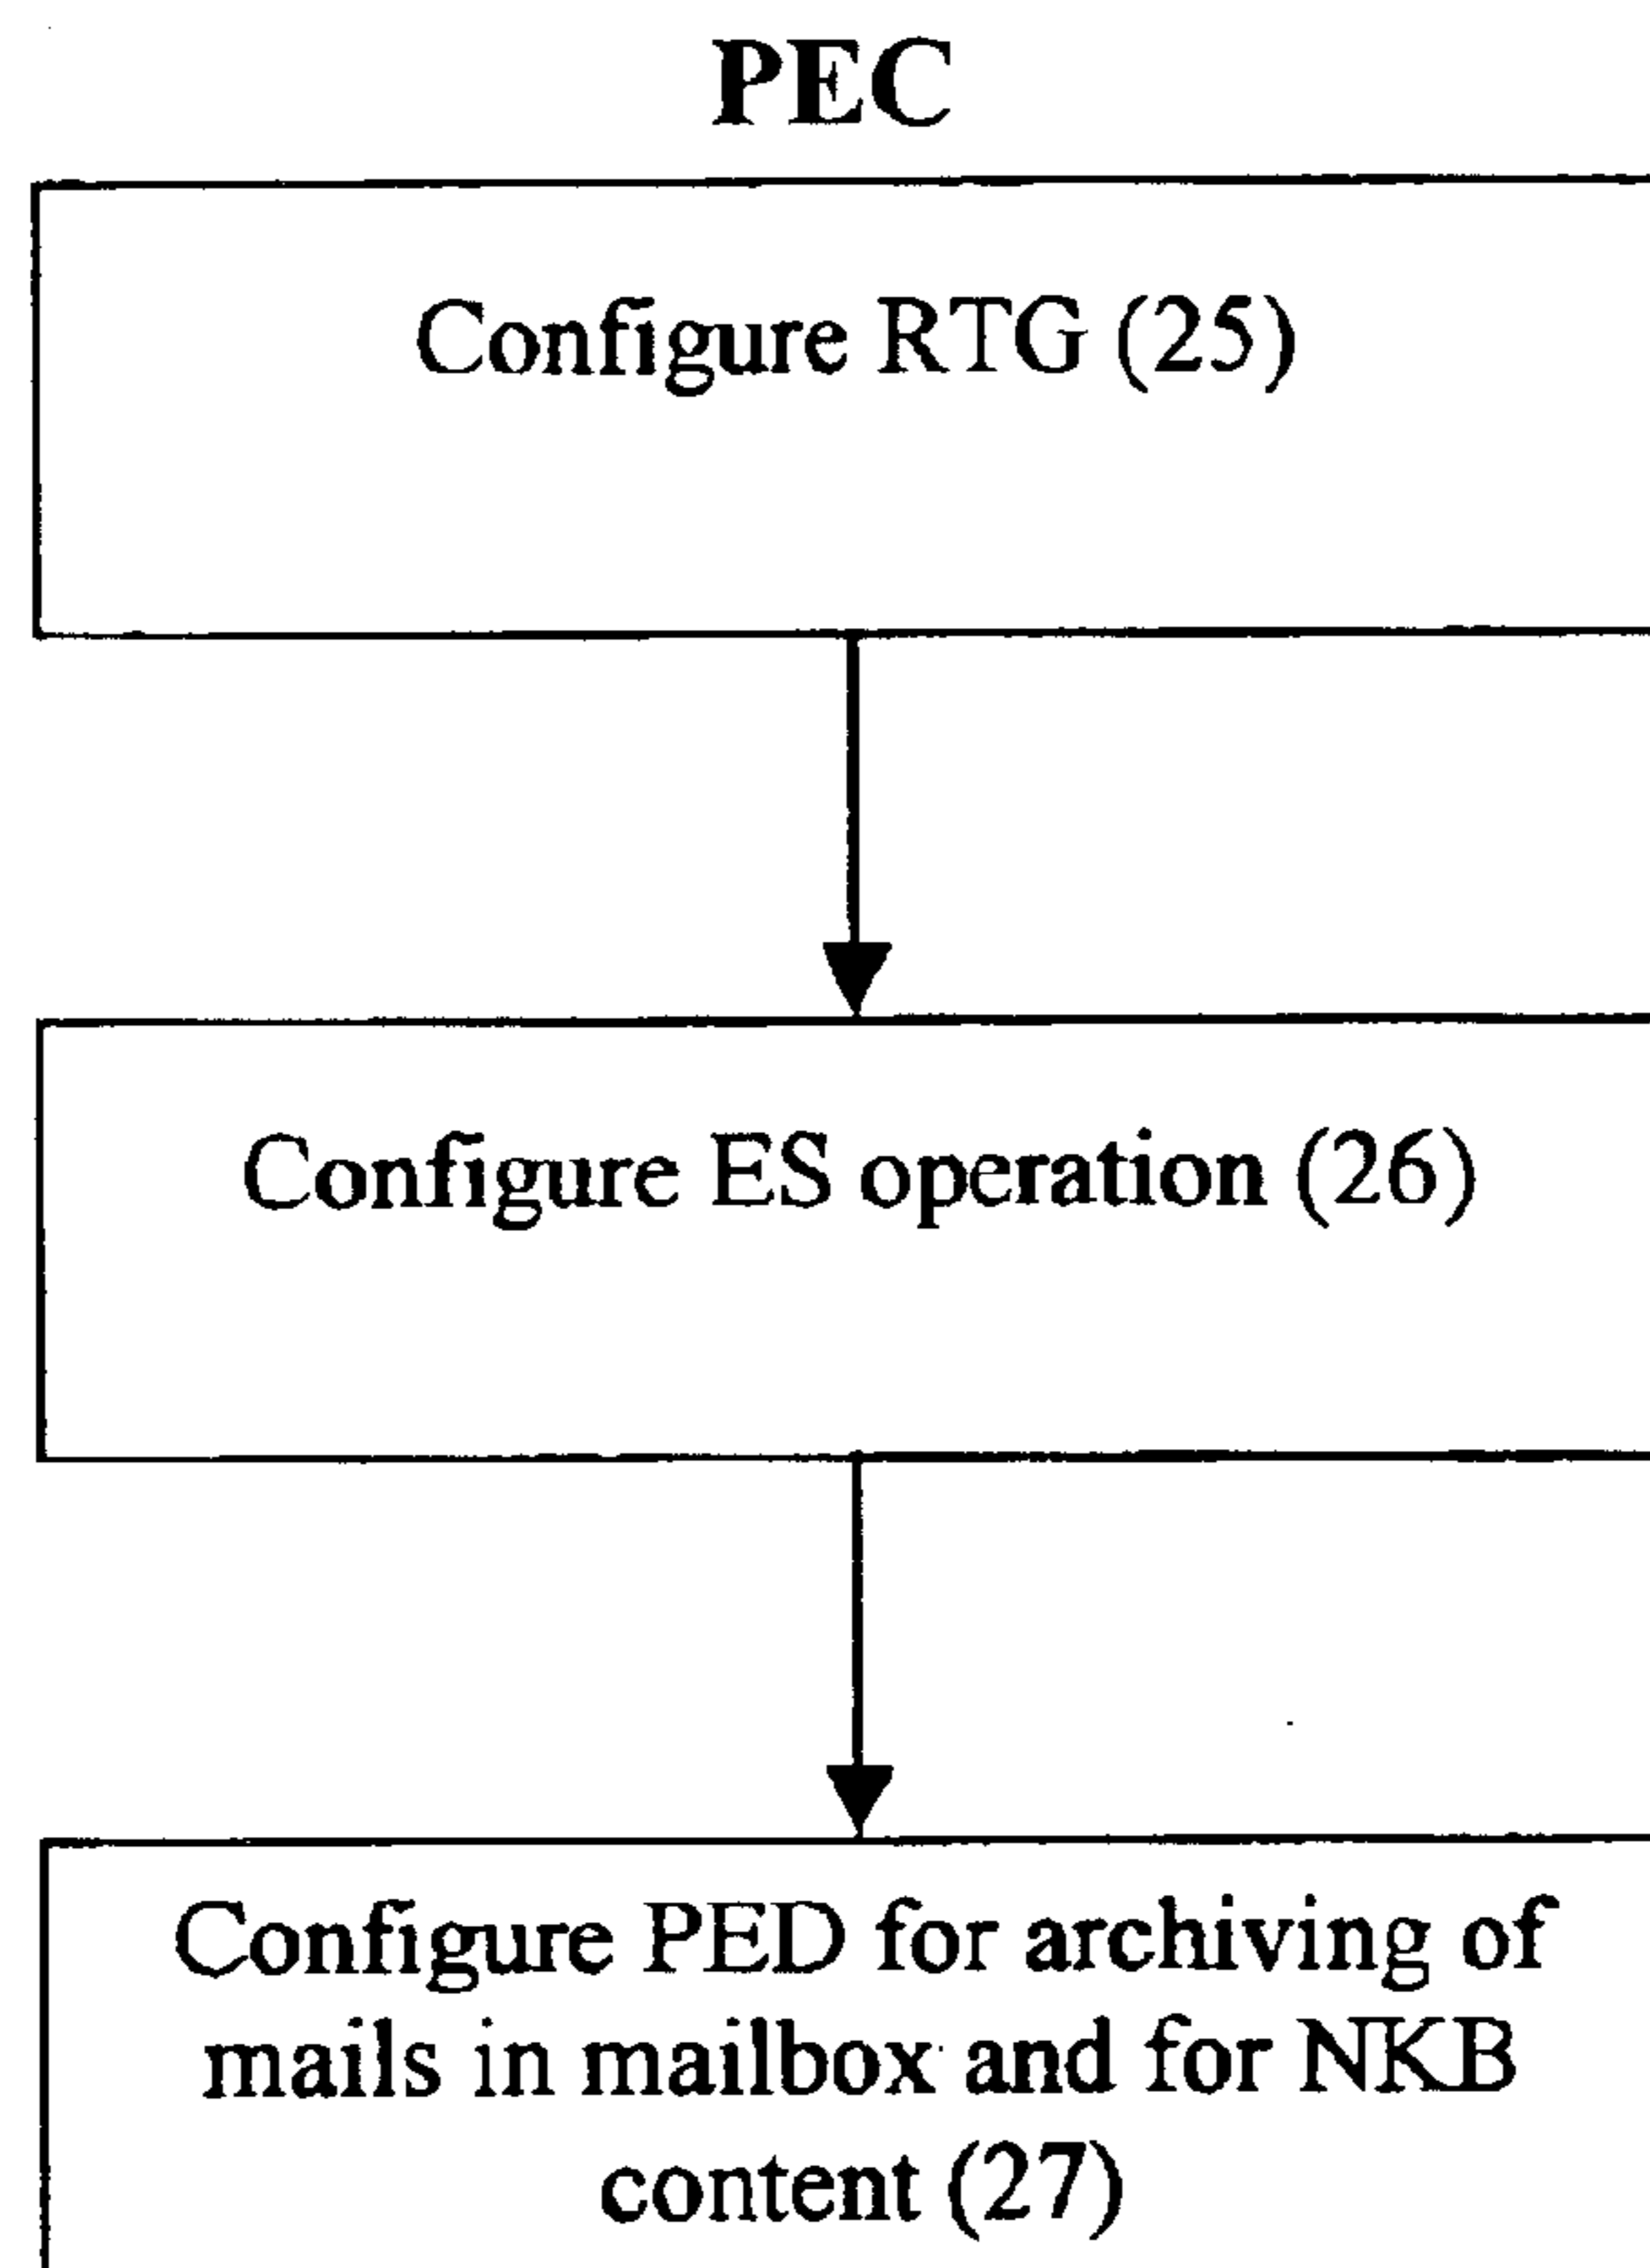 PEC
Configure RTG (25)
Configure ES operation (26)
Configure PED for archiving of
mails in mailbox and for NKB
content (27)